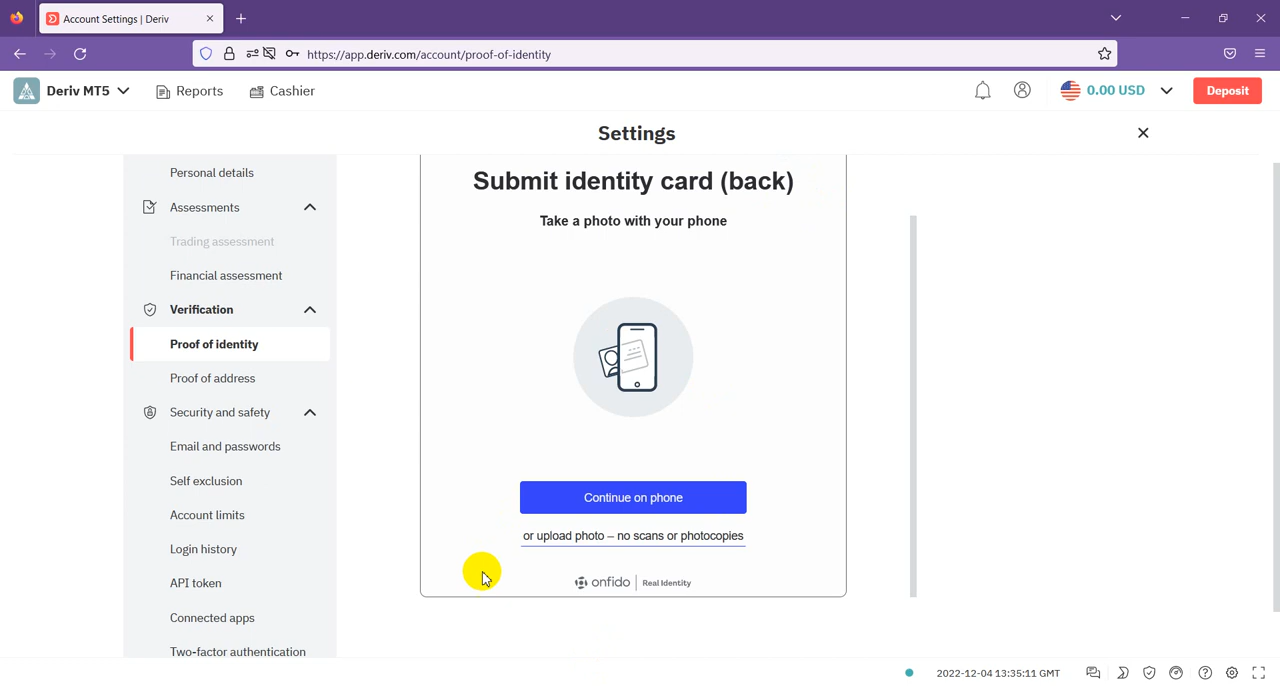 Account Settings | Deriv
https://app.deriv.com/account/proof-of-identity
Deriv MT5
Reports
Cashier
0.00 USD
Deposit
Settings
Personal details
Assessments
Trading assessment
Financial assessment
Verification
Proof of identity
Proof of address
Security and safety
Email and passwords
Self exclusion
Account limits
Login history
API token
Connected apps
Two-factor authentication
Submit identity card (back)
Take a photo with your phone
Continue on phone
or upload photo – no scans or photocopies
onfido | Real Identity
2022-12-04 13:35:11 GMT